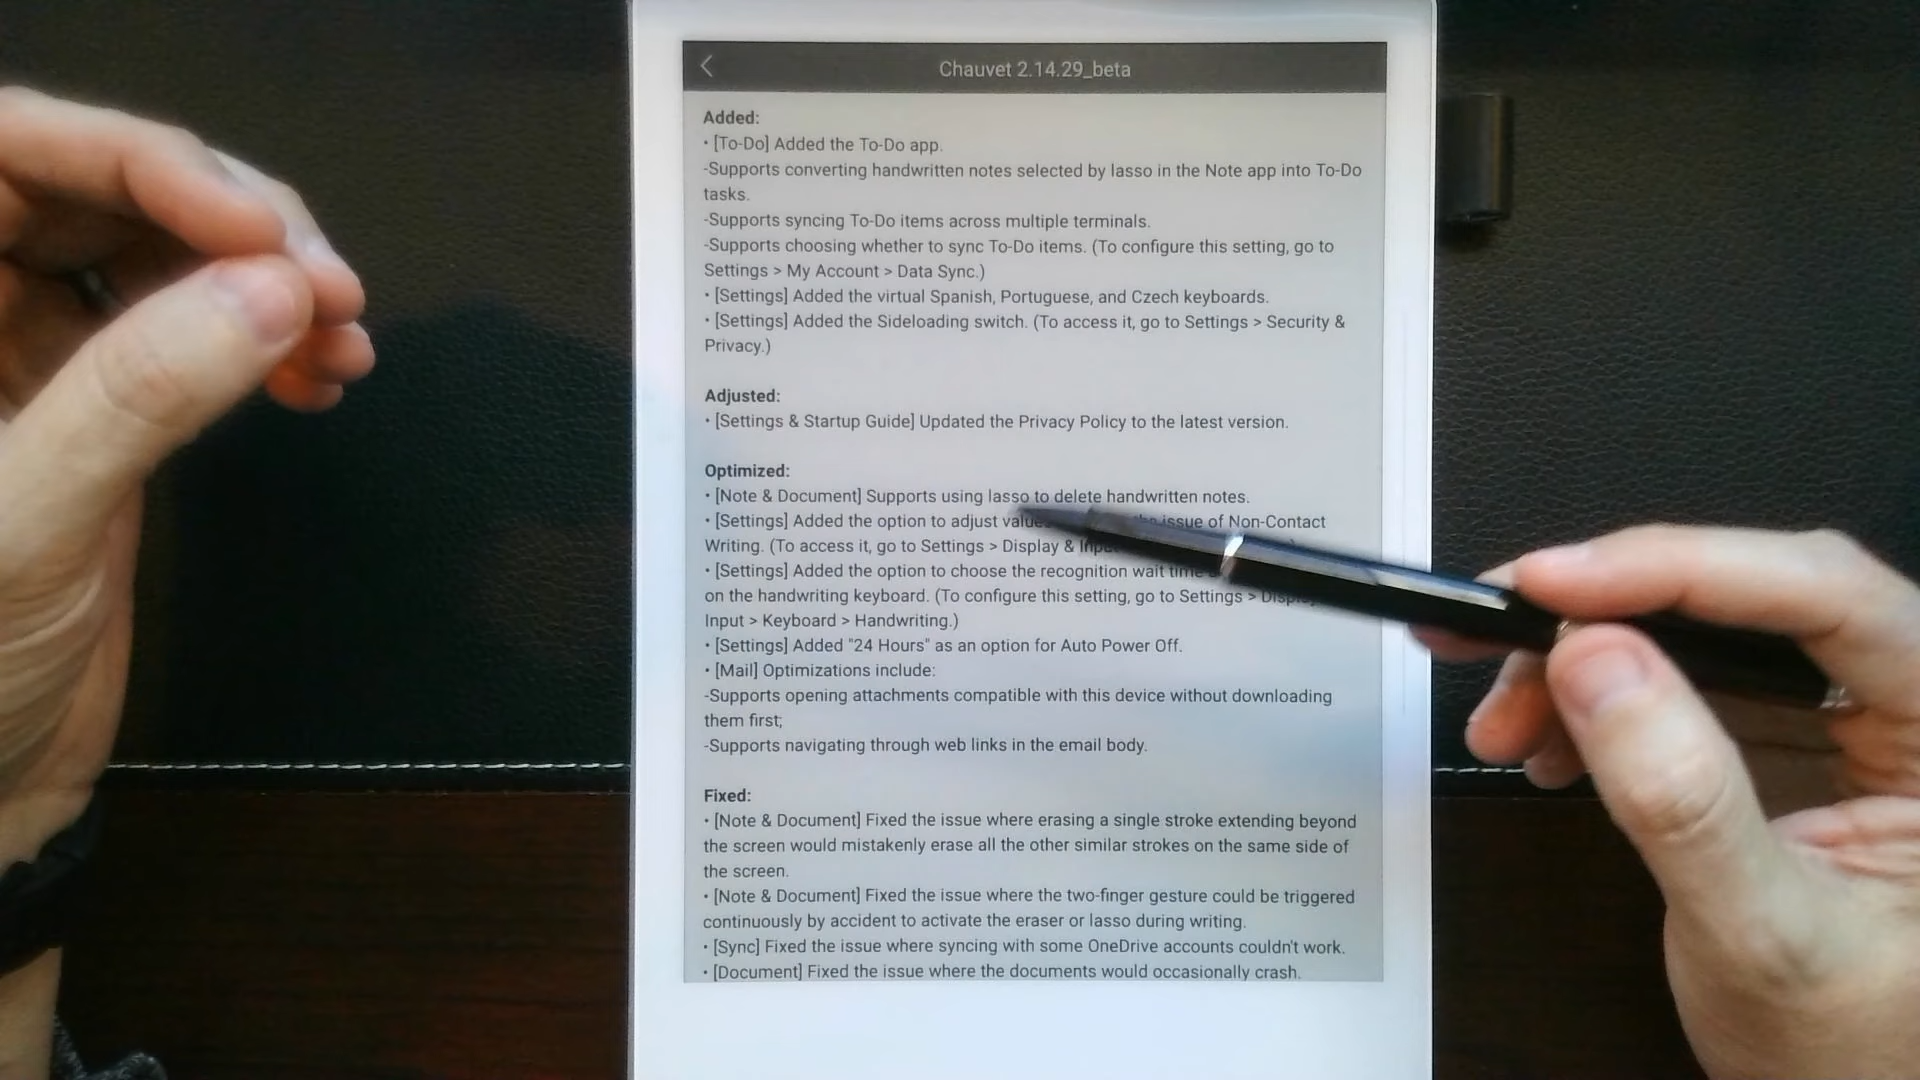 Chauvet 2.14.29_beta
Added:
• [To-Do] Added the To-Do app.
-Supports converting handwritten notes selected by lasso in the Note app into To-Do
tasks.
-Supports syncing To-Do items across multiple terminals.
-Supports choosing whether to sync To-Do items. (To configure this setting, go to
Settings > My Account > Data Sync.)
• [Settings] Added the virtual Spanish, Portuguese, and Czech keyboards.
• [Settings] Added the Sideloading switch. (To access it, go to Settings > Security &
Privacy.)
Adjusted:
• [Settings & Startup Guide] Updated the Privacy Policy to the latest version.
Optimized:
• [Note & Document] Supports using lasso to delete handwritten notes.
• [Settings] Added the option to adjust issue of Non-Contact
Writing. (To access it, go to Settings > Display &
• [Settings] Added the option to choose the recognition wait time
on the handwriting keyboard. (To configure this setting, go to Settings >
Input > Keyboard > Handwriting.)
• [Settings] Added "24 Hours" as an option for Auto Power Off.
• [Mail] Optimizations include:
-Supports opening attachments compatible with this device without downloading
them first;
-Supports navigating through web links in the email body.
Fixed:
• [Note & Document] Fixed the issue where erasing a single stroke extending beyond
the screen would mistakenly erase all the other similar strokes on the same side of
the screen.
• [Note & Document] Fixed the issue where the two-finger gesture could be triggered
continuously by accident to activate the eraser or lasso during writing.
• [Sync] Fixed the issue where syncing with some OneDrive accounts couldn't work.
• [Document] Fixed the issue where the documents would occasionally crash.